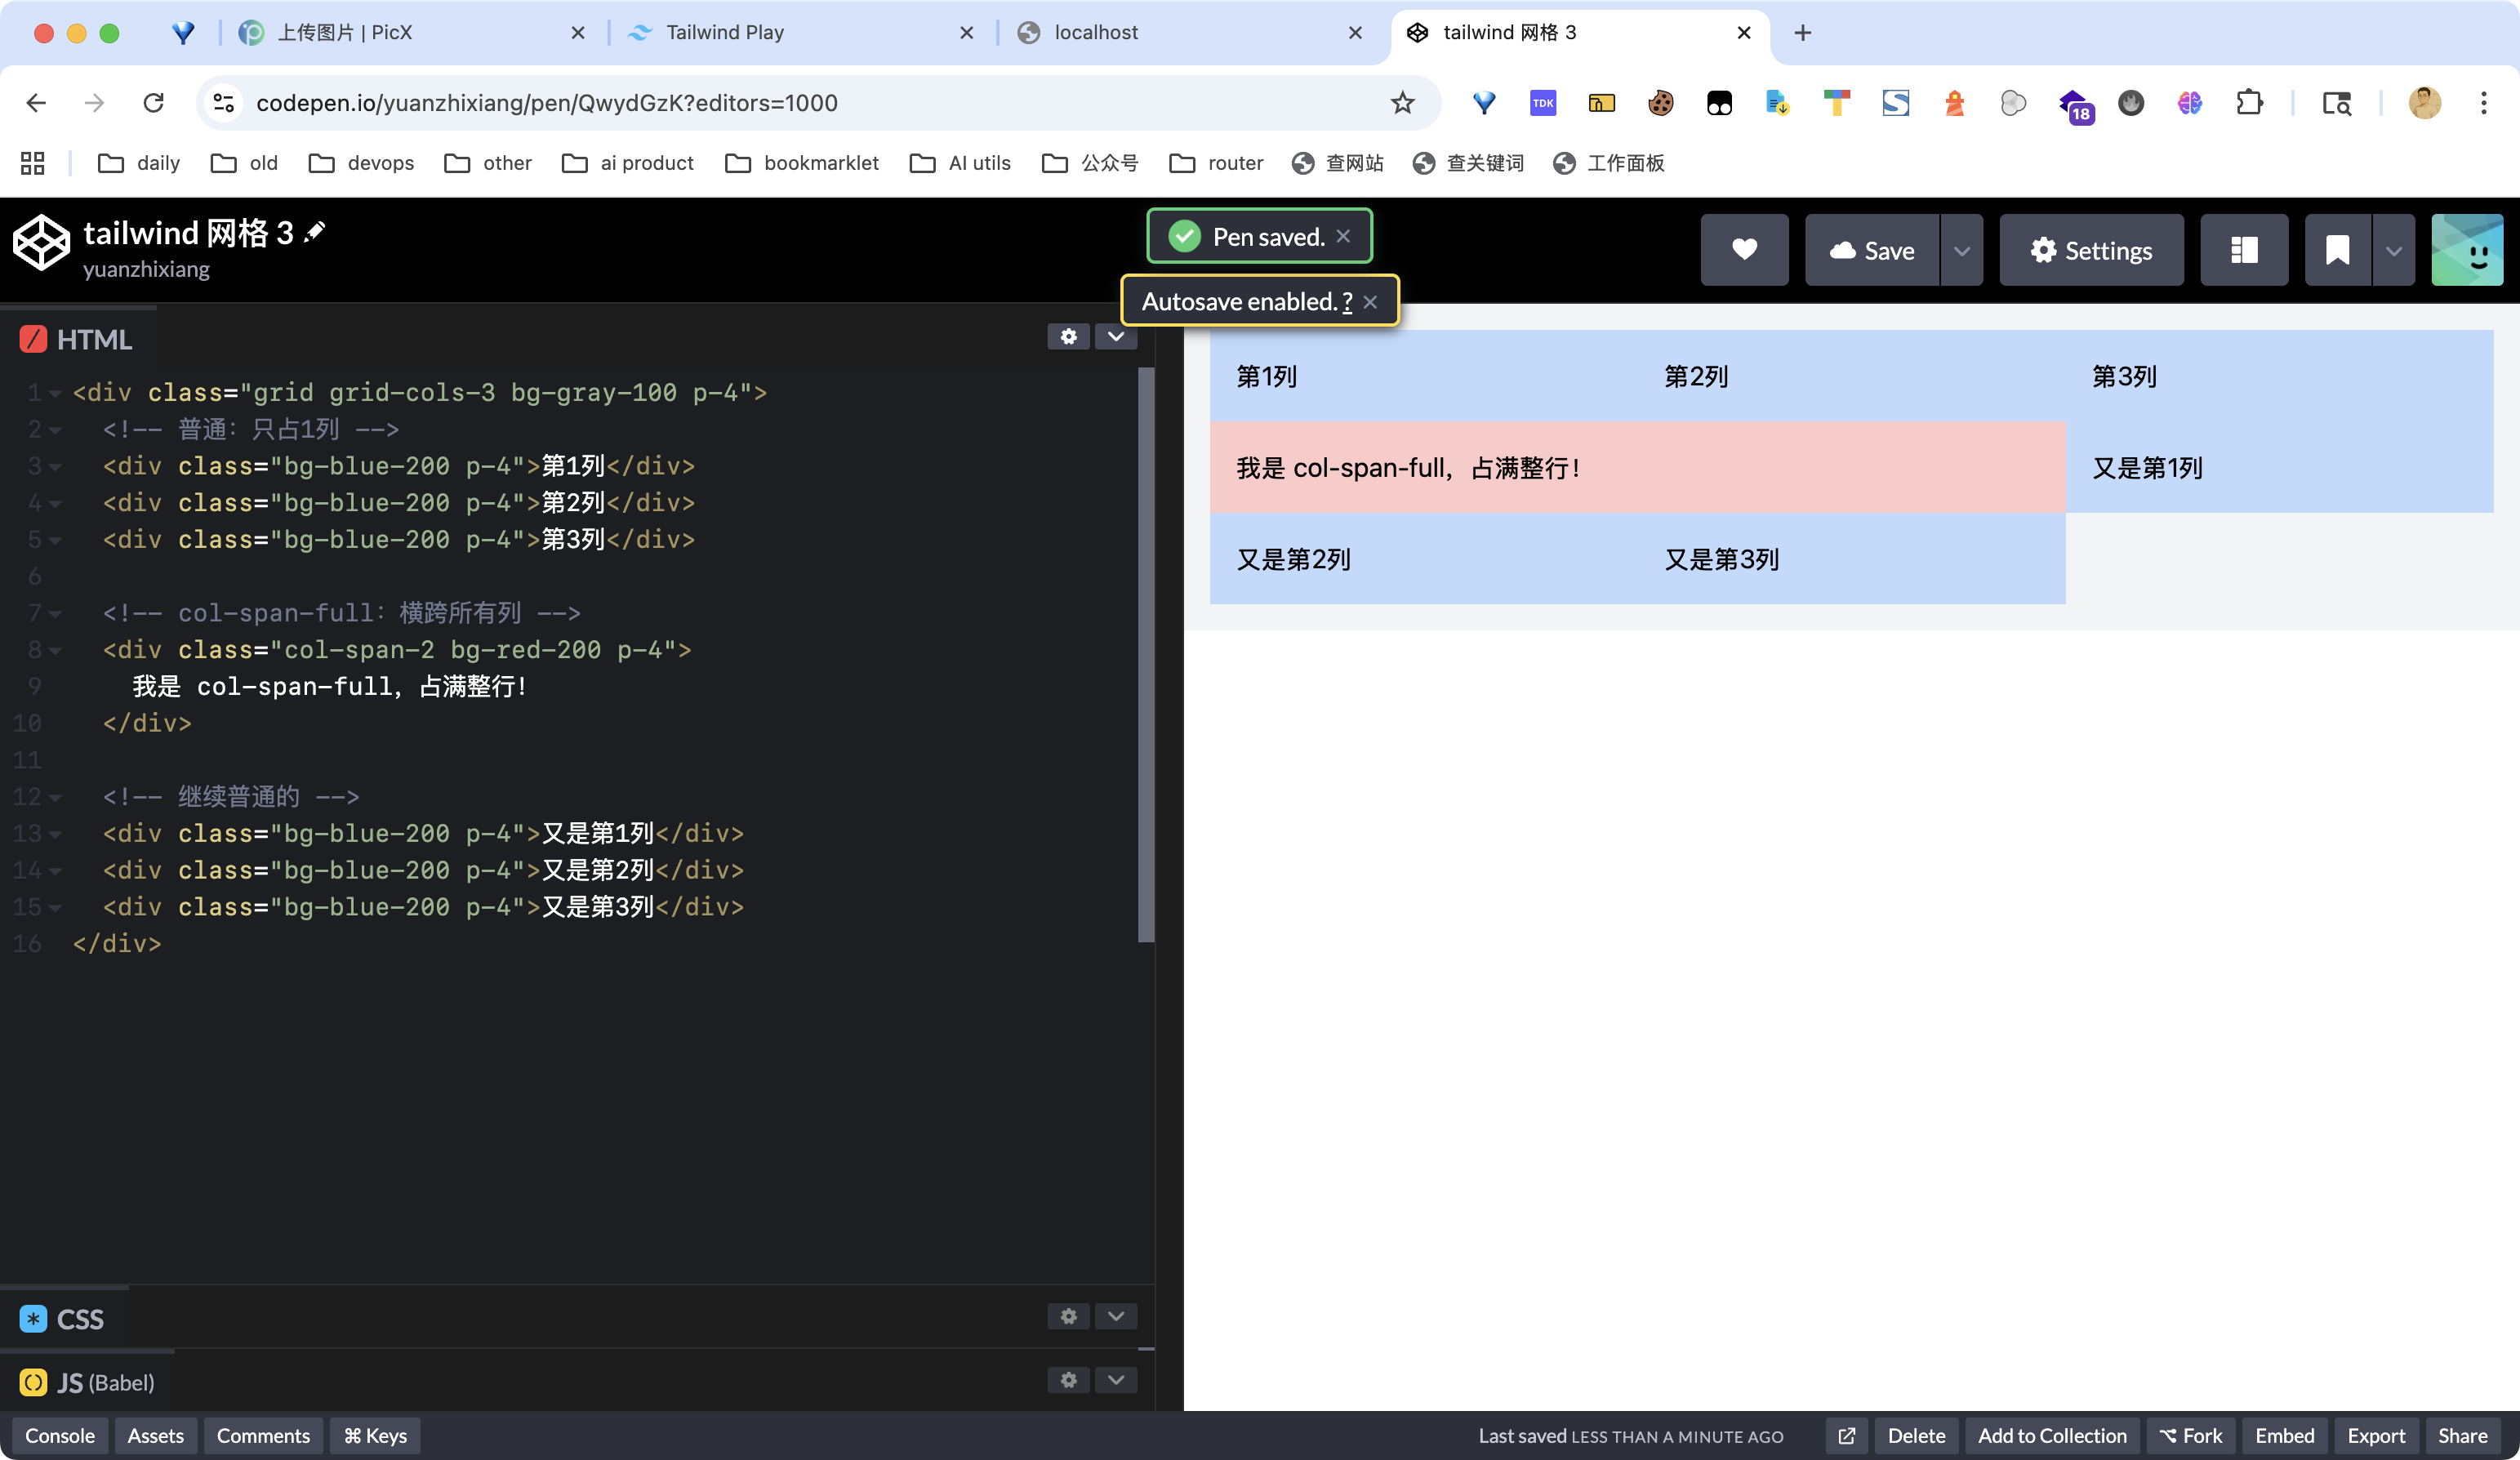 上传图片 | PicX
Tailwind Play
localhost
tailwind 网格 3
codepen.io/yuanzhixiang/pen/QwydGzK?editors=1000
TDK
18
daily
old
devops
other
ai product
bookmarklet
AI utils
公众号
router
查网站
查关键词
工作面板
tailwind 网格 3
yuanzhixiang
Pen saved.
Autosave enabled. ?
Save
Settings
HTML
1 <div class="grid grid-cols-3 bg-gray-100 p-4">
2 <!-- 普通：只占1列 -->
3 <div class="bg-blue-200 p-4">第1列</div>
4 <div class="bg-blue-200 p-4">第2列</div>
5 <div class="bg-blue-200 p-4">第3列</div>
6
7 <!-- col-span-full：横跨所有列 -->
8 <div class="col-span-2 bg-red-200 p-4">
9 我是 col-span-full，占满整行！
10 </div>
11
12 <!-- 继续普通的 -->
13 <div class="bg-blue-200 p-4">又是第1列</div>
14 <div class="bg-blue-200 p-4">又是第2列</div>
15 <div class="bg-blue-200 p-4">又是第3列</div>
16 </div>
第1列
第2列
第3列
我是 col-span-full，占满整行！
又是第1列
又是第2列
又是第3列
CSS
JS (Babel)
Console
Assets
Comments
⌘ Keys
Last saved LESS THAN A MINUTE AGO
Delete
Add to Collection
Fork
Embed
Export
Share